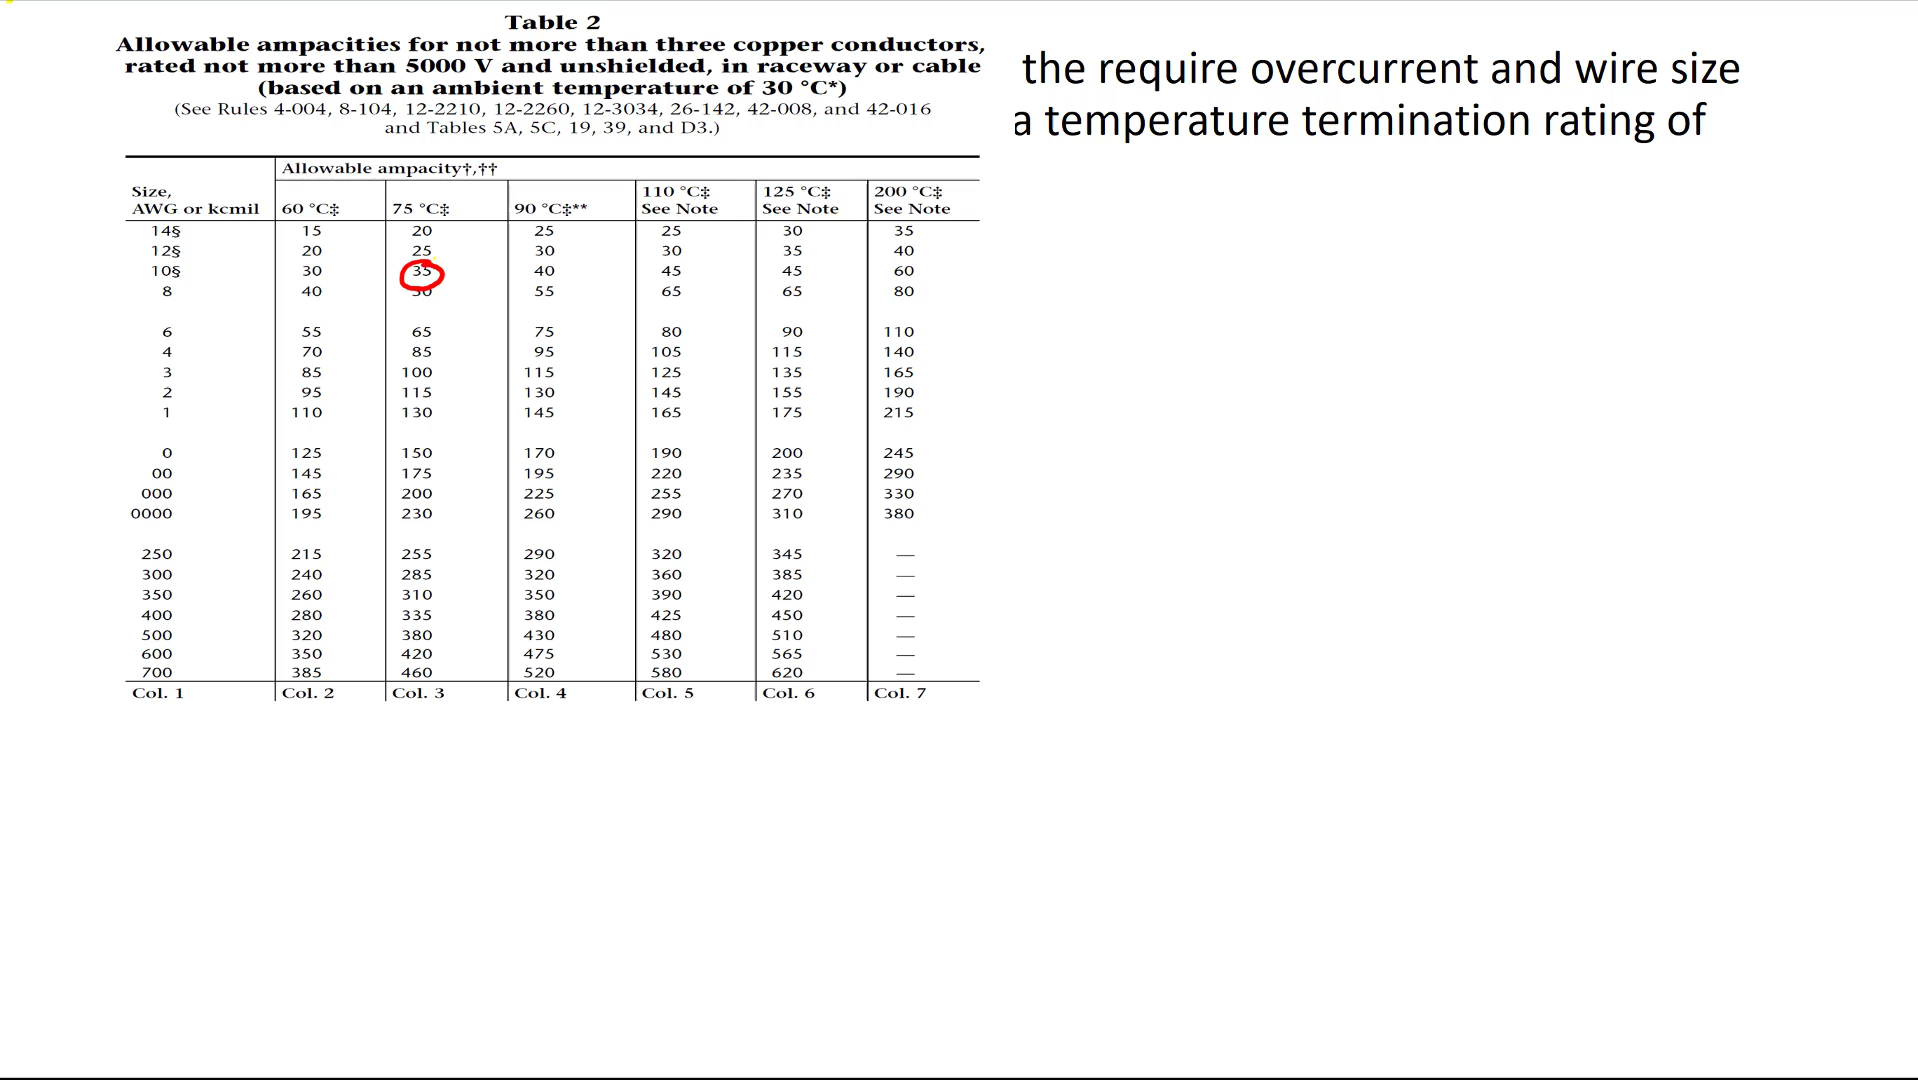 Table 2
Allowable ampacities for not more than three copper conductors,
rated not more than 5000 V and unshielded, in raceway or cable
(based on an ambient temperature of 30 °C*)
(See Rules 4-004, 8-104, 12-2210, 12-2260, 12-3034, 26-142, 42-008, and 42-016
and Tables 5A, 5C, 19, 39, and D3.)
the require overcurrent and wire size
a temperature termination rating of
Allowable ampacity†,††
Size,
AWG or kcmil 60 °C‡ 75 °C‡ 90 °C‡** 110 °C‡ See Note 125 °C‡ See Note 200 °C‡ See Note
14§ 15 20 25 25 30 35
12§ 20 25 30 30 35 40
10§ 30 35 40 45 45 60
8 40 50 55 65 65 80
6 55 65 75 80 90 110
4 70 85 95 105 115 140
3 85 100 115 125 135 165
2 95 115 130 145 155 190
1 110 130 145 165 175 215
0 125 150 170 190 200 245
00 145 175 195 220 235 290
000 165 200 225 255 270 330
0000 195 230 260 290 310 380
250 215 255 290 320 345 —
300 240 285 320 360 385 —
350 260 310 350 390 420 —
400 280 335 380 425 450 —
500 320 380 430 480 510 —
600 350 420 475 530 565 —
700 385 460 520 580 620 —
Col. 1 Col. 2 Col. 3 Col. 4 Col. 5 Col. 6 Col. 7